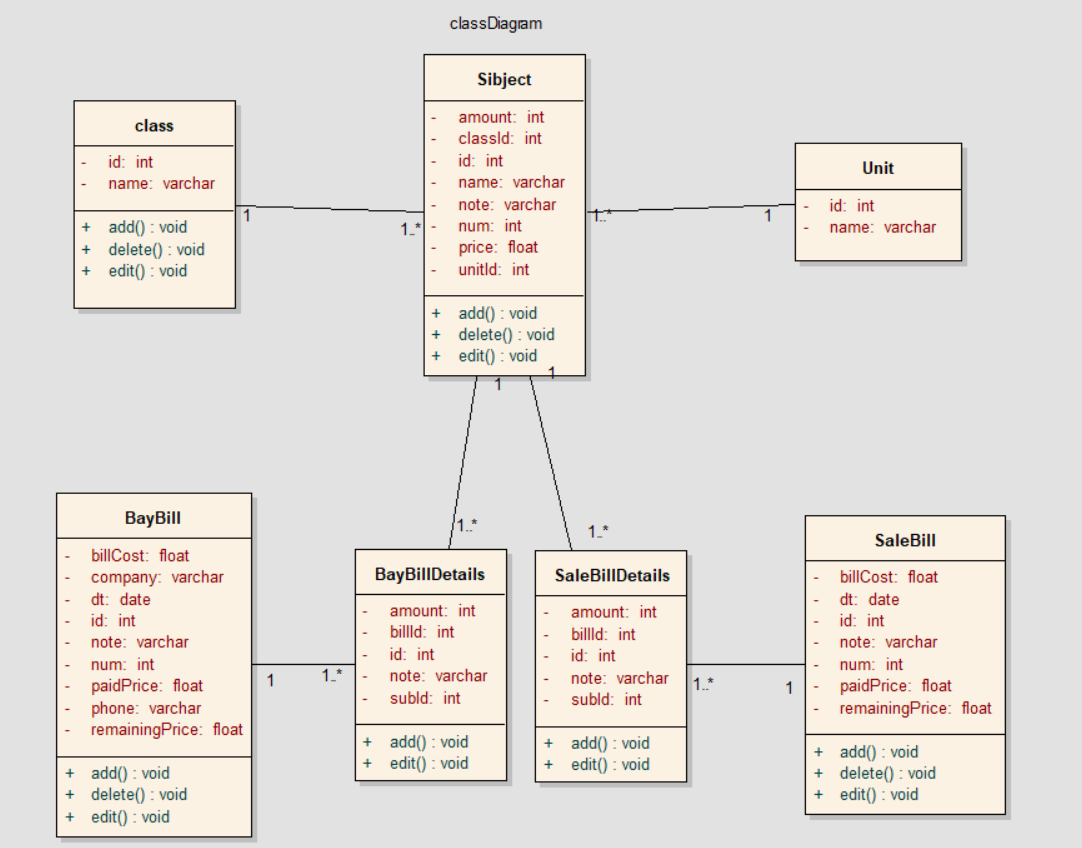 classDiagram
class
- id: int
- name: varchar
+ add() : void
+ delete() : void
+ edit() : void
1
1..*
Sibject
- amount: int
- classId: int
- id: int
- name: varchar
- note: varchar
- num: int
- price: float
- unitId: int
+ add() : void
+ delete() : void
+ edit() : void
1..*
1
Unit
- id: int
- name: varchar
1
1
1..*
1..*
BayBill
- billCost: float
- company: varchar
- dt: date
- id: int
- note: varchar
- num: int
- paidPrice: float
- phone: varchar
- remainingPrice: float
+ add() : void
+ delete() : void
+ edit() : void
1
1..*
BayBillDetails
- amount: int
- billId: int
- id: int
- note: varchar
- subId: int
+ add() : void
+ edit() : void
SaleBillDetails
- amount: int
- billId: int
- id: int
- note: varchar
- subId: int
+ add() : void
+ edit() : void
1..*
1
SaleBill
- billCost: float
- dt: date
- id: int
- note: varchar
- num: int
- paidPrice: float
- remainingPrice: float
+ add() : void
+ delete() : void
+ edit() : void